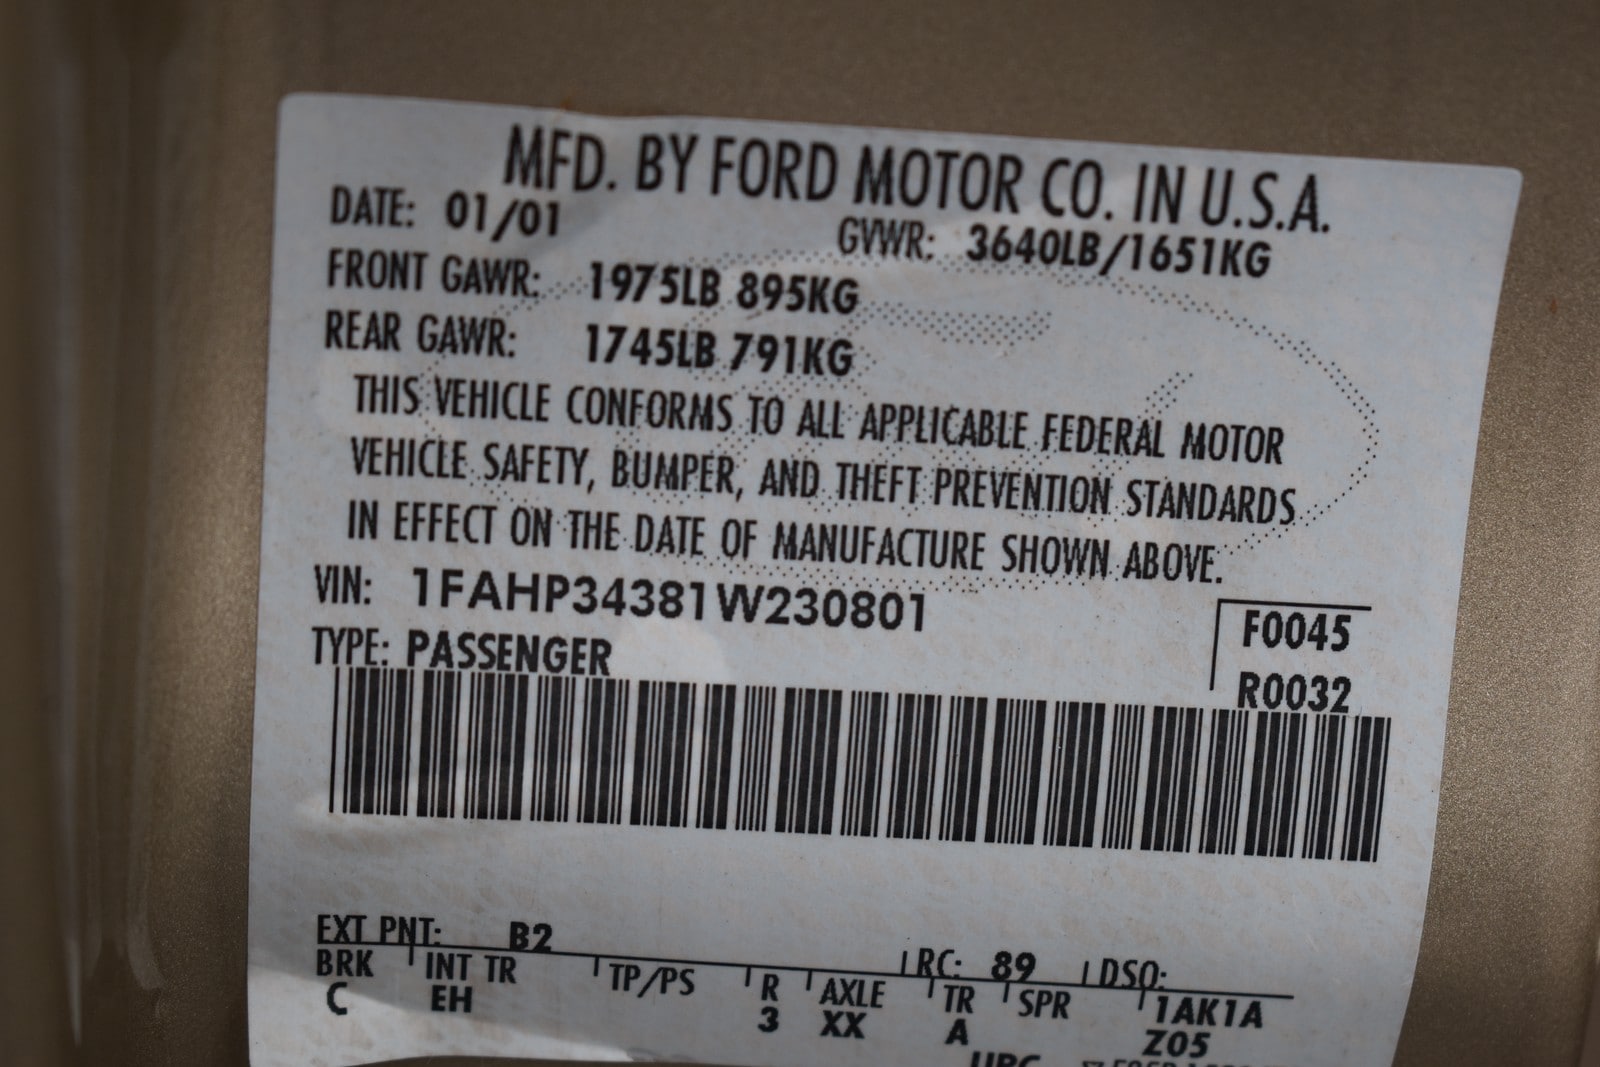 MFD. BY FORD MOTOR CO. IN U.S.A.
DATE: 01/01 GVWR: 3640LB/1651KG
FRONT GAWR: 1975LB 895KG
REAR GAWR: 1745LB 791KG
THIS VEHICLE CONFORMS TO ALL APPLICABLE FEDERAL MOTOR
VEHICLE SAFETY, BUMPER, AND THEFT PREVENTION STANDARDS
IN EFFECT ON THE DATE OF MANUFACTURE SHOWN ABOVE.
VIN: 1FAHP34381W230801
F0045
TYPE: PASSENGER
R0032
EXT PNT: B2 RC: 89 DSO:
BRK INT TR TP/PS R AXLE TR SPR 1AK1A
C EH 3 XX A Z05
UPC